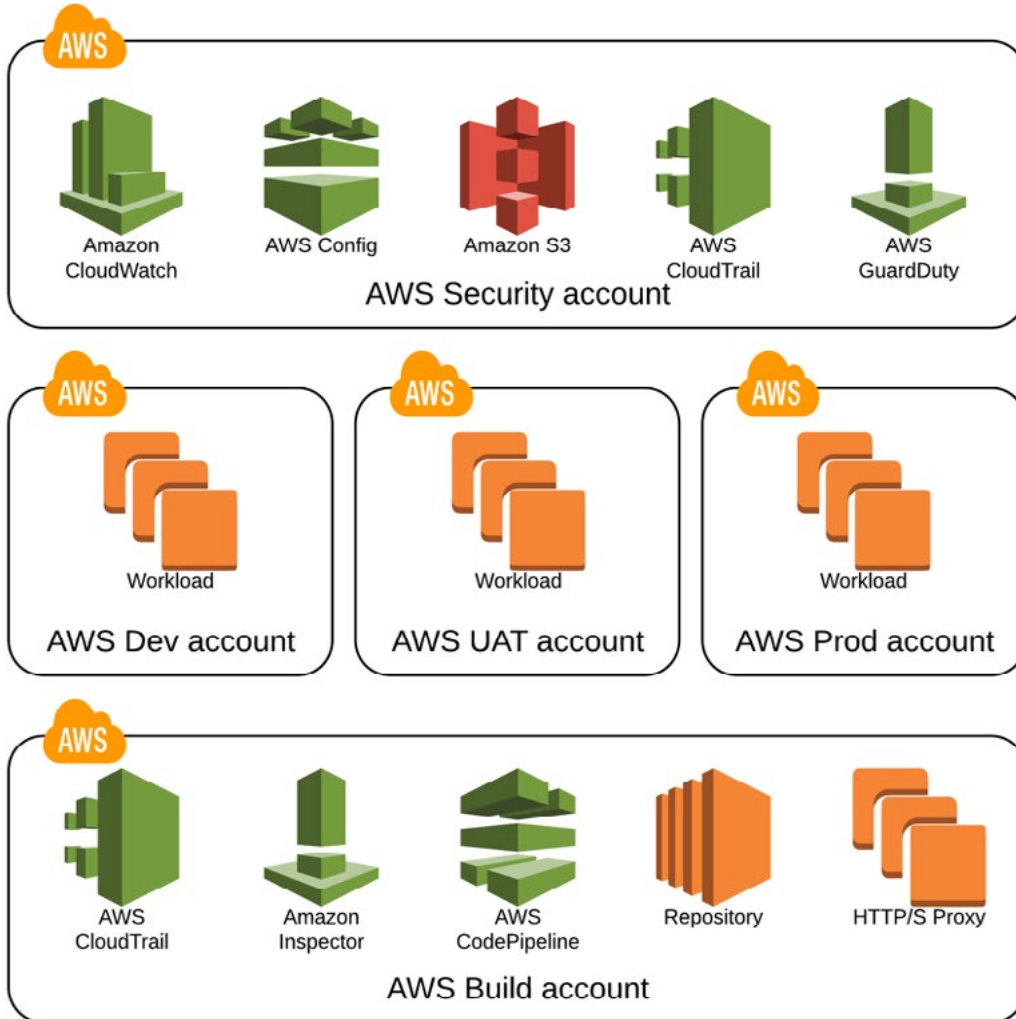 AWS
Amazon
CloudWatch
AWS Config
Amazon S3
AWS
CloudTrail
AWS
GuardDuty
AWS Security account
AWS
Workload
AWS Dev account
AWS
Workload
AWS UAT account
AWS
Workload
AWS Prod account
AWS
AWS
CloudTrail
Amazon
Inspector
AWS
CodePipeline
Repository
HTTP/S Proxy
AWS Build account